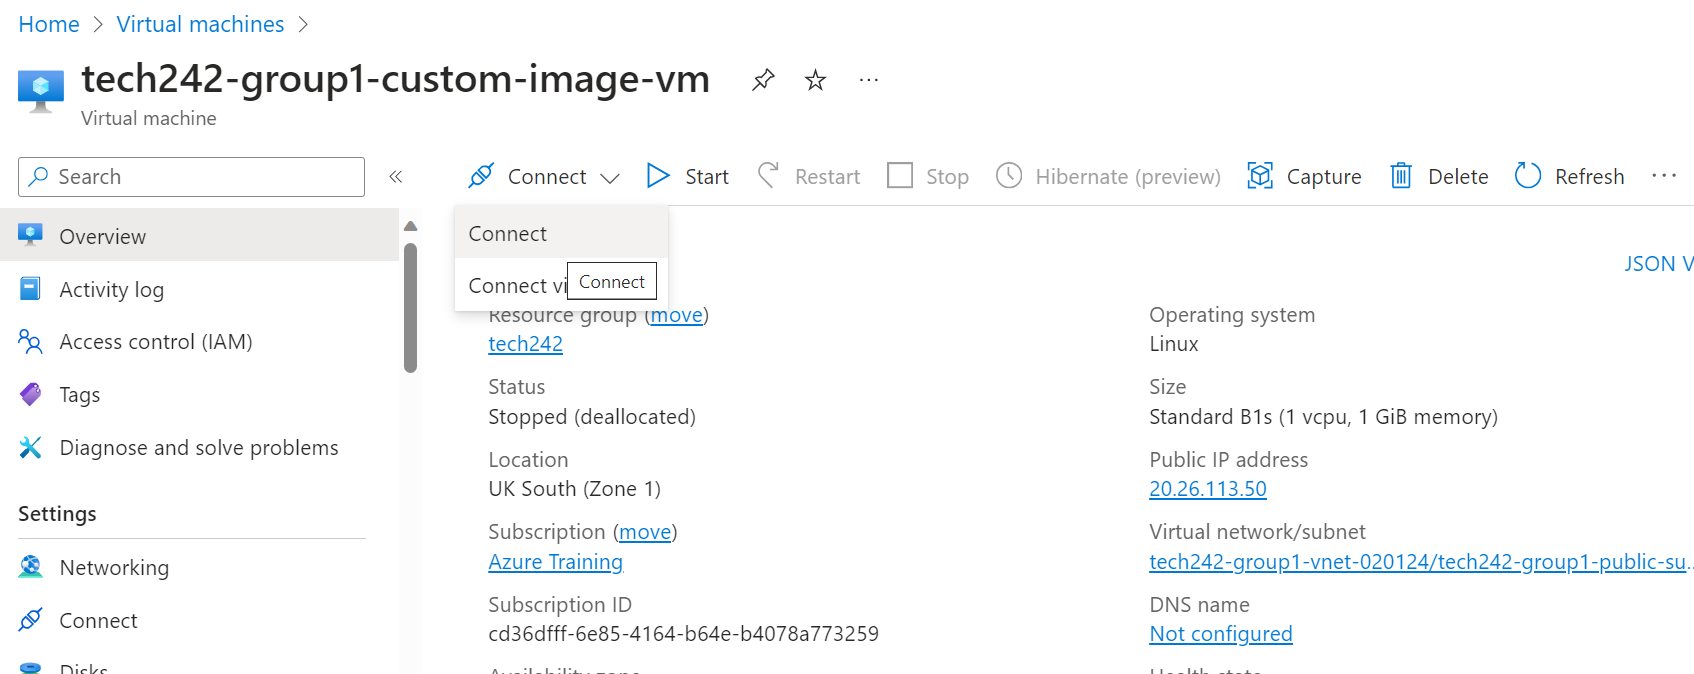 Home > Virtual machines >
tech242-group1-custom-image-vm
Virtual machine
Search
Connect Start Restart Stop Hibernate (preview) Capture Delete Refresh
Overview
Activity log
Access control (IAM)
Tags
Diagnose and solve problems
Settings
Networking
Connect
Disks
Connect
Connect vi
Connect
JSON V
Resource group (move)
tech242
Status
Stopped (deallocated)
Location
UK South (Zone 1)
Subscription (move)
Azure Training
Subscription ID
cd36dfff-6e85-4164-b64e-b4078a773259
Availability zone
Operating system
Linux
Size
Standard B1s (1 vcpu, 1 GiB memory)
Public IP address
20.26.113.50
Virtual network/subnet
tech242-group1-vnet-020124/tech242-group1-public-su...
DNS name
Not configured
Health state